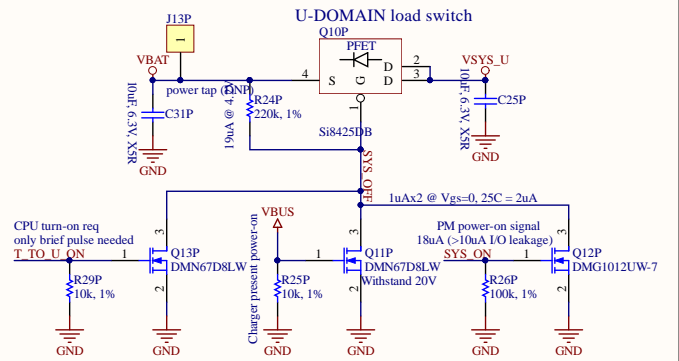 U-DOMAIN load switch
J13P
1
Q10P
PFET
VBAT
VSYS_U
4
S
G
D
D
2
3
1
power tap (DNP)
10uF, 6.3V, X5R
C31P
GND
19uA @ 4.2V
R24P
220k, 1%
Si8425DB
10uF, 6.3V, X5R
C25P
GND
SYS_OFF
1uAx2 @ Vgs=0, 25C = 2uA
CPU turn-on req
only brief pulse needed
T_TO_U_ON
1
3
2
Q13P
DMN67D8LW
R29P
10k, 1%
GND
GND
VBUS
Charger present power-on
1
3
2
Q11P
DMN67D8LW
Withstand 20V
R25P
10k, 1%
GND
GND
PM power-on signal
18uA (>10uA I/O leakage)
SYS_ON
1
3
2
Q12P
DMG1012UW-7
R26P
100k, 1%
GND
GND